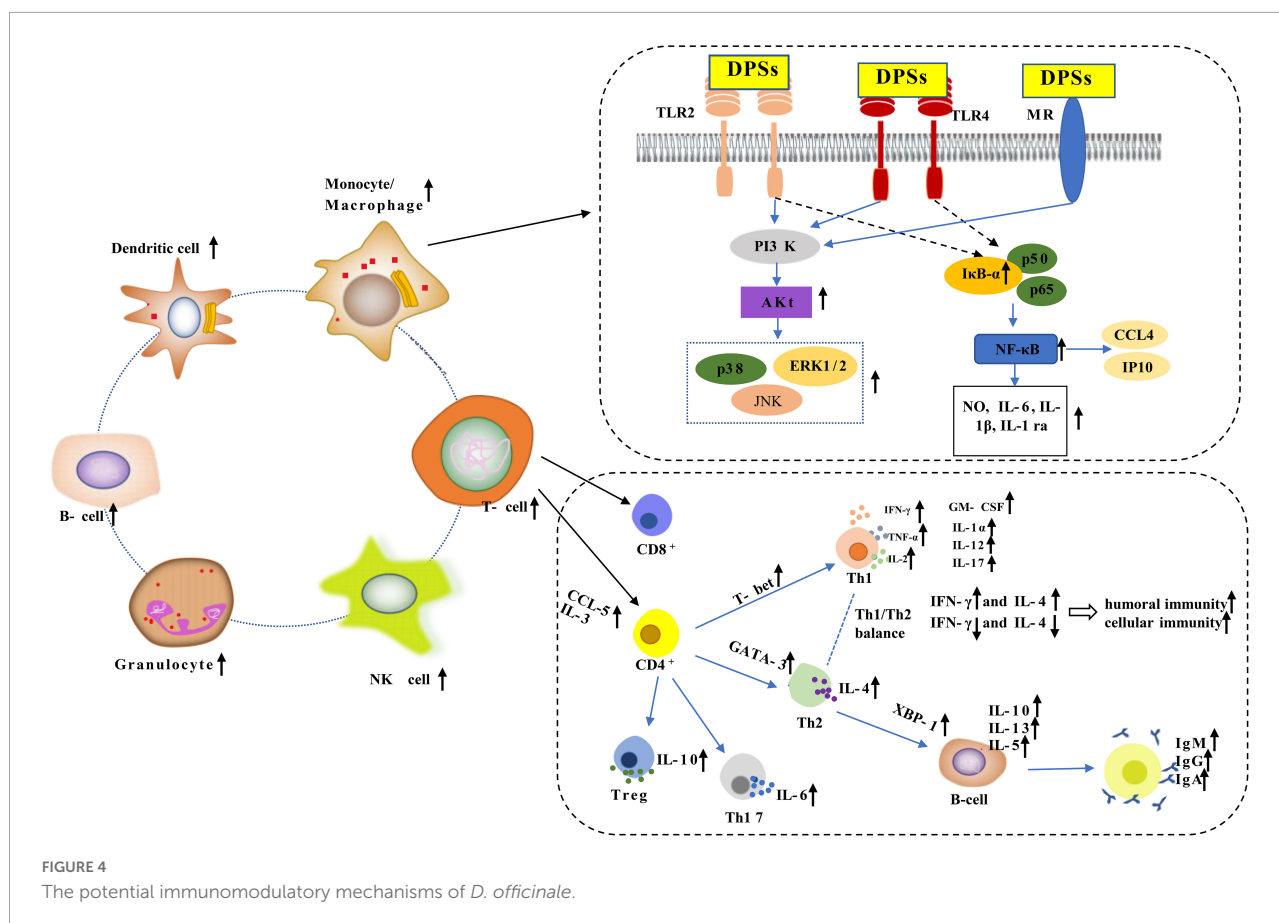 DPSs
DPSs
DPSs
TLR2
TLR4
MR
PI3 K
IκB-α
p50
p65
AKt
NF-κB
CCL4
IP10
p38
ERK1/2
JNK
NO, IL-6, IL-
1β, IL-1 ra
Monocyte/
Macrophage
Dendritic cell
B- cell
T- cell
Granulocyte
NK cell
CD8+
CCL-5
IL-3
CD4+
T- bet
GATA- 3
IFN-γ
TNF-α
IL-2
Th1
GM- CSF
IL-1α
IL-12
IL-17
Th1/Th2
balance
IFN-γ and IL-4
IFN-γ and IL-4
humoral immunity
cellular immunity
IL-4
Th2
XBP- 1
IL-10
IL-13
IL-5
B-cell
IgM
IgG
IgA
IL-10
Treg
IL-6
Th1 7
FIGURE 4
The potential immunomodulatory mechanisms of D. officinale.